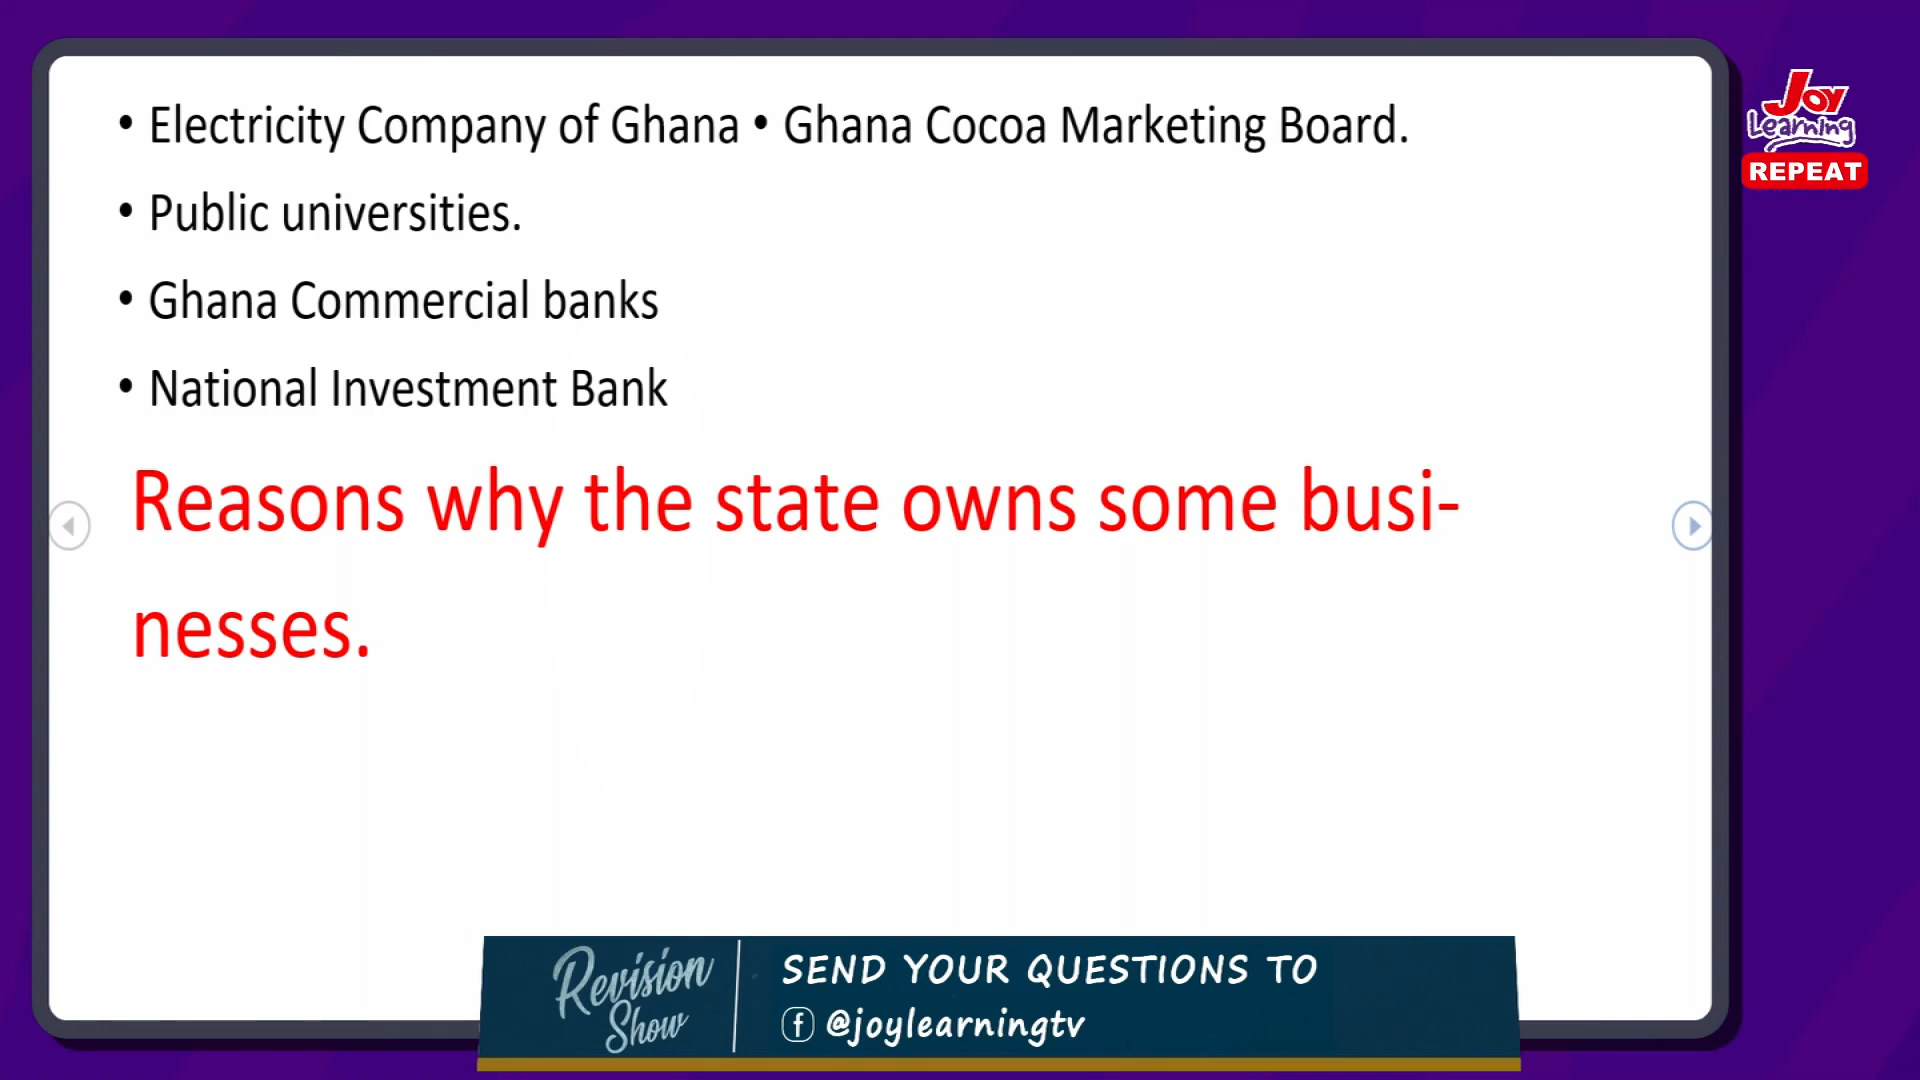 • Electricity Company of Ghana • Ghana Cocoa Marketing Board.
• Public universities.
• Ghana Commercial banks
• National Investment Bank
Reasons why the state owns some busi-
nesses.
Joy
Learning
REPEAT
Revision
Show
SEND YOUR QUESTIONS TO
@joylearningtv